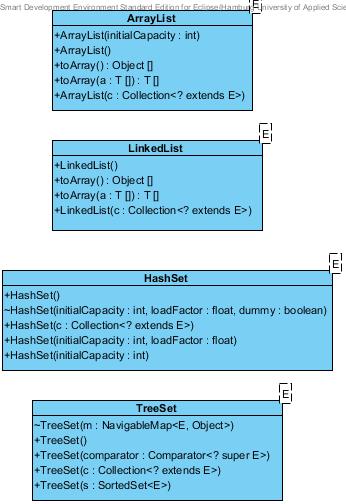 Smart Development Environment Standard Edition for Eclipse(Hamburg University of Applied Scie
E
ArrayList
+ArrayList(initialCapacity : int)
+ArrayList()
+toArray() : Object []
+toArray(a : T []) : T []
+ArrayList(c : Collection<? extends E>)
E
LinkedList
+LinkedList()
+toArray() : Object []
+toArray(a : T []) : T []
+LinkedList(c : Collection<? extends E>)
E
HashSet
+HashSet()
~HashSet(initialCapacity : int, loadFactor : float, dummy : boolean)
+HashSet(c : Collection<? extends E>)
+HashSet(initialCapacity : int, loadFactor : float)
+HashSet(initialCapacity : int)
E
TreeSet
~TreeSet(m : NavigableMap<E, Object>)
+TreeSet()
+TreeSet(comparator : Comparator<? super E>)
+TreeSet(c : Collection<? extends E>)
+TreeSet(s : SortedSet<E>)